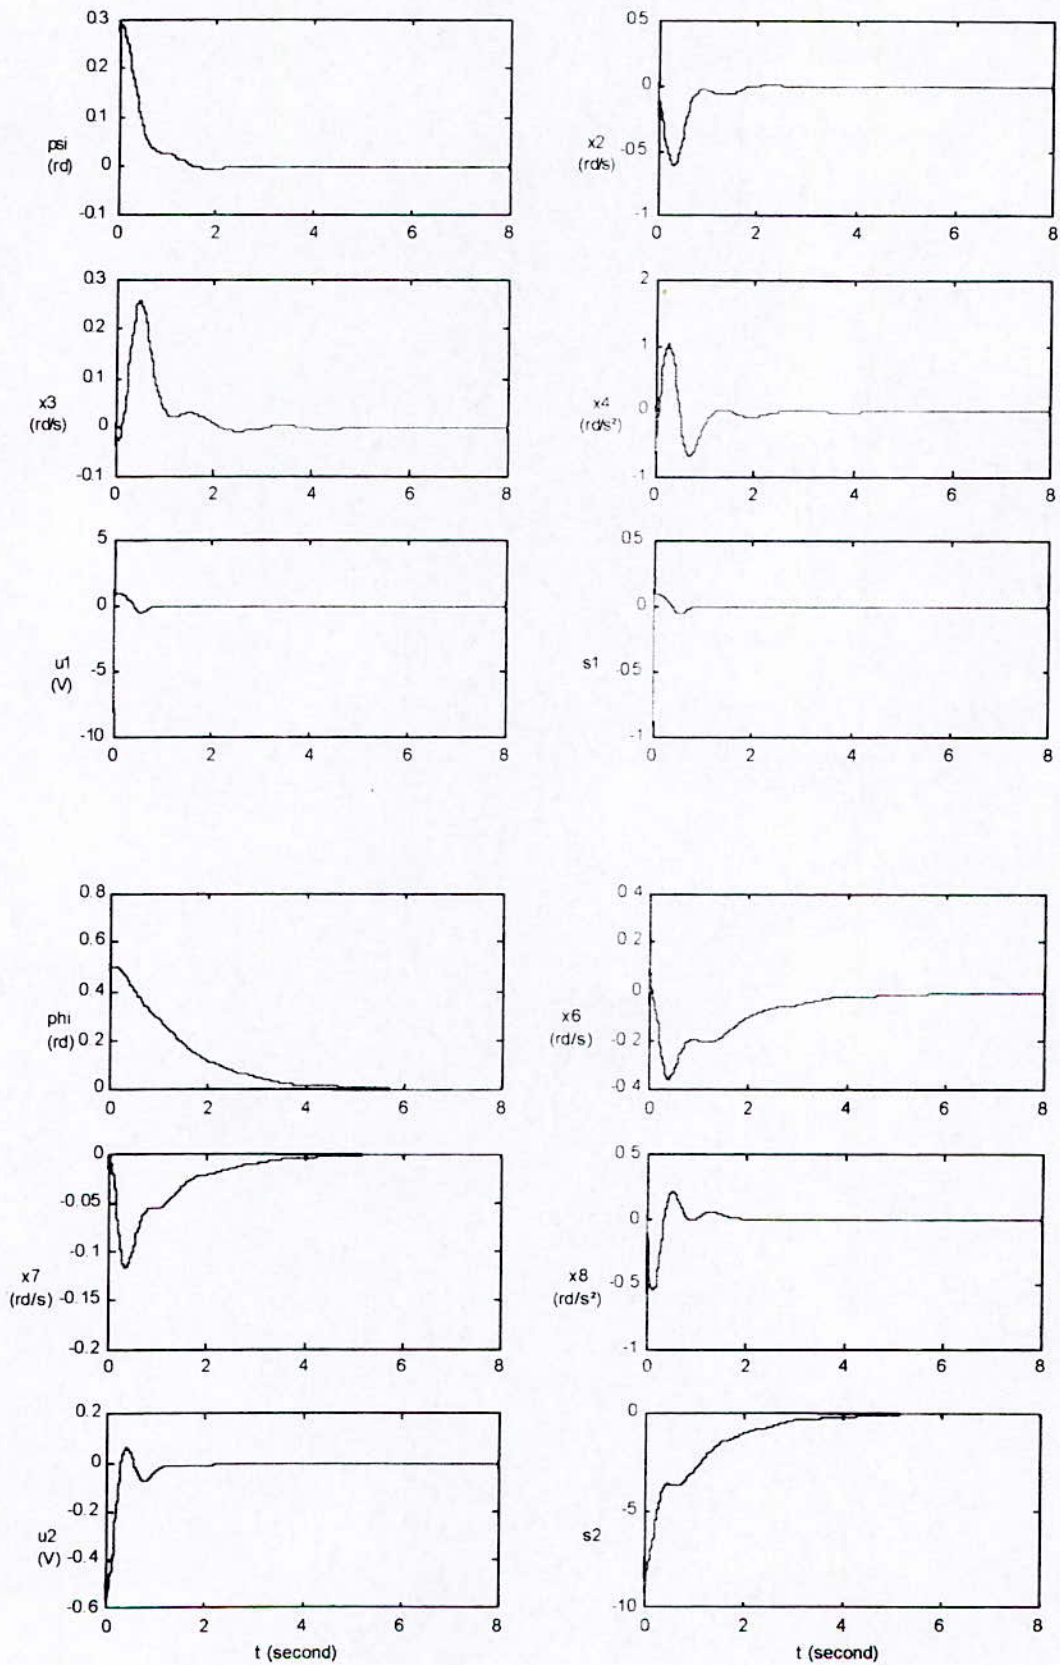 0.3
0.2
0.1
0
-0.1
psi
(rd)
0 2 4 6 8
0.5
0
-0.5
-1
x2
(rd/s)
0 2 4 6 8
0.3
0.2
0.1
0
-0.1
x3
(rd/s)
0 2 4 6 8
2
1
0
-1
x4
(rd/s²)
0 2 4 6 8
5
0
-5
-10
u1
(V)
0 2 4 6 8
0.5
0
-0.5
-1
s1
0 2 4 6 8
0.8
0.6
0.4
0.2
0
phi
(rd)
0 2 4 6 8
0.4
0.2
0
-0.2
-0.4
x6
(rd/s)
0 2 4 6 8
0
-0.05
-0.1
-0.15
-0.2
x7
(rd/s)
0 2 4 6 8
0.5
0
-0.5
-1
x8
(rd/s²)
0 2 4 6 8
0.2
0
-0.2
-0.4
-0.6
u2
(V)
0 2 4 6 8
t (second)
0
-5
-10
s2
0 2 4 6 8
t (second)